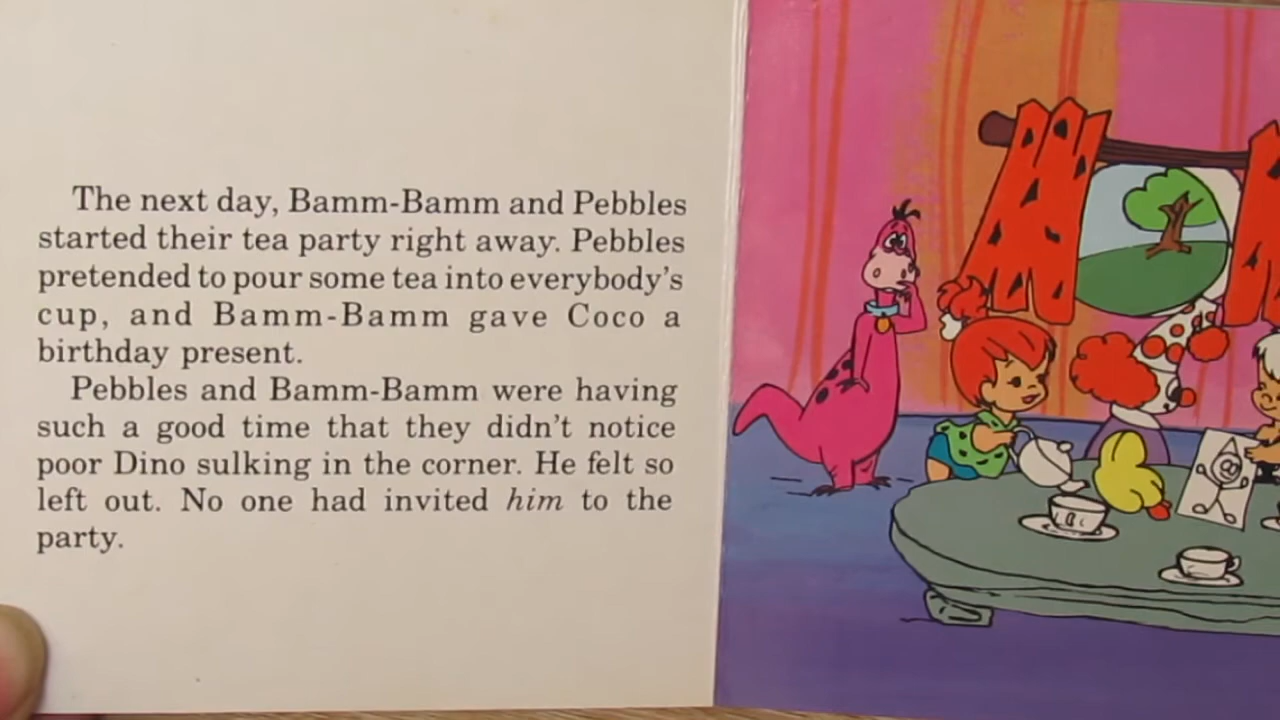 The next day, Bamm-Bamm and Pebbles
started their tea party right away. Pebbles
pretended to pour some tea into everybody's
cup, and Bamm-Bamm gave Coco a
birthday present.
Pebbles and Bamm-Bamm were having
such a good time that they didn't notice
poor Dino sulking in the corner. He felt so
left out. No one had invited him to the
party.